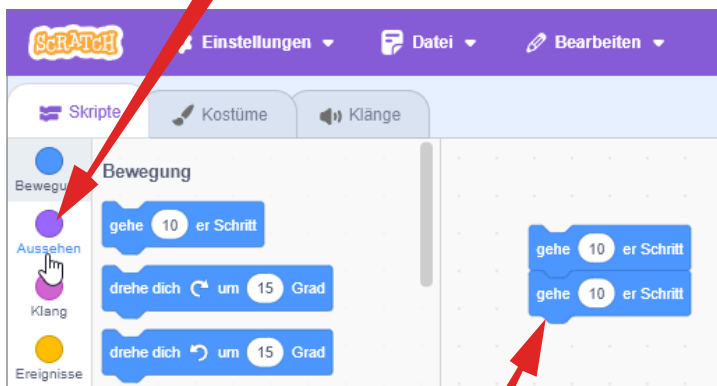 SCRATCH Einstellungen Datei Bearbeiten
Skripte Kostüme Klänge
Bewegung
Aussehen
Klang
Ereignisse
Bewegung
gehe 10 er Schritt
drehe dich um 15 Grad
drehe dich um 15 Grad
gehe 10 er Schritt
gehe 10 er Schritt